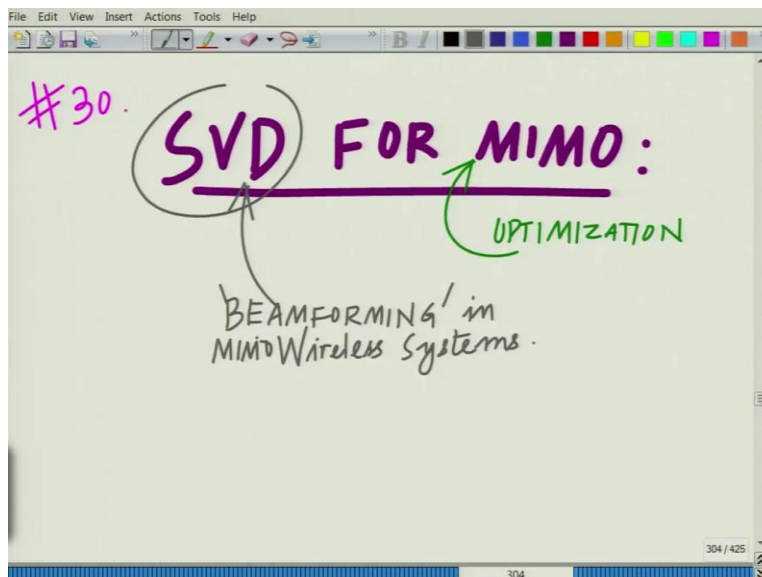 File Edit View Insert Actions Tools Help
B I
#30.
SVD FOR MIMO:
OPTIMIZATION
'BEAMFORMING' in
MIMO Wireless Systems.
304 / 425
304